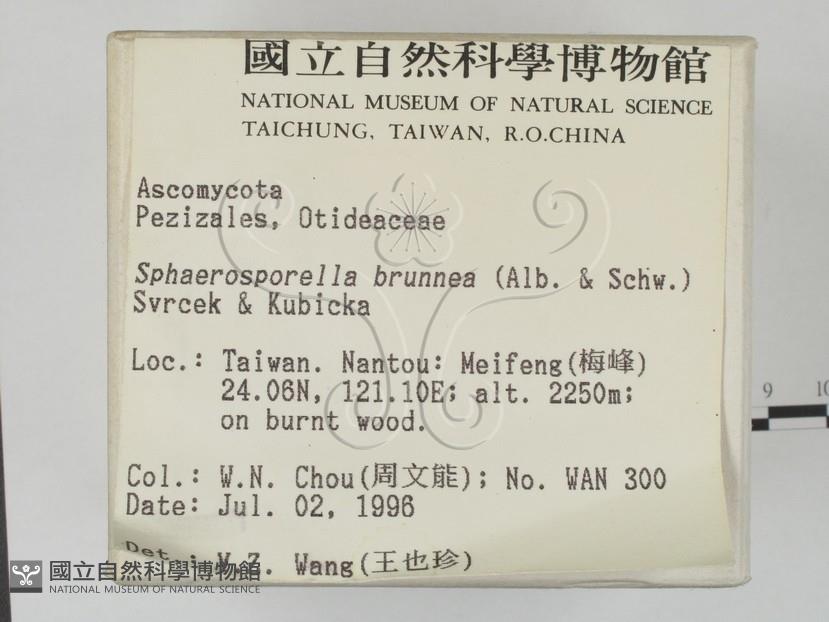 國立自然科學博物館
NATIONAL MUSEUM OF NATURAL SCIENCE
TAICHUNG, TAIWAN, R.O.CHINA
Ascomycota
Pezizales, Otideaceae
Sphaerosporella brunnea (Alb. & Schw.)
Svrcek & Kubicka
Loc.: Taiwan. Nantou: Meifeng(梅峰)
24.06N, 121.10E; alt. 2250m;
on burnt wood.
Col.: W.N. Chou(周文能); No. WAN 300
Date: Jul. 02, 1996
Det.: Y.Z. Wang(王也珍)
國立自然科學博物館
NATIONAL MUSEUM OF NATURAL SCIENCE
9 10